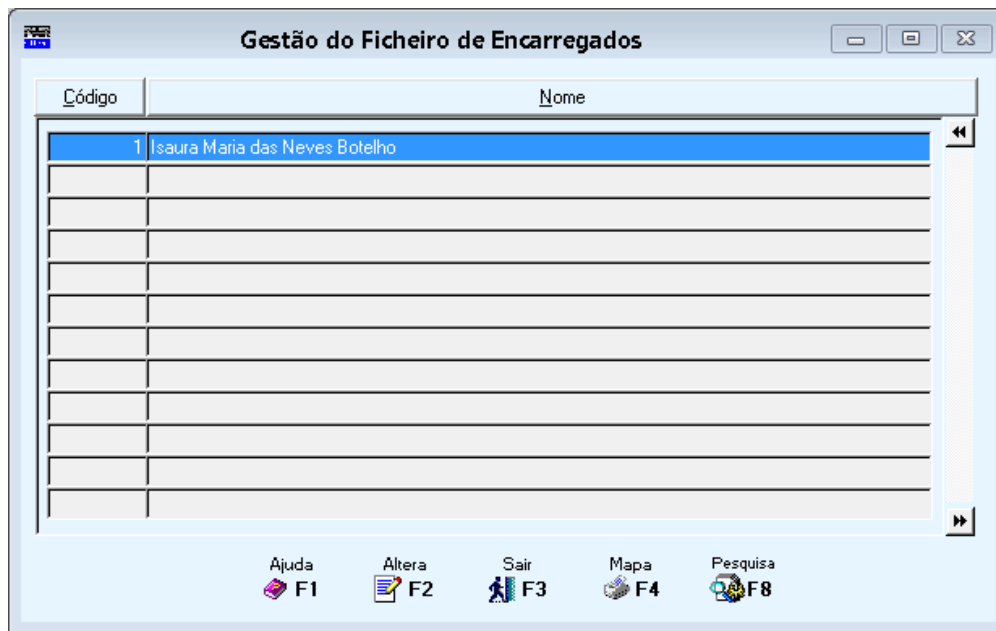 Gestão do Ficheiro de Encarregados
Código Nome
1 Isaura Maria das Neves Botelho
Ajuda Altera Sair Mapa Pesquisa
F1 F2 F3 F4 F8